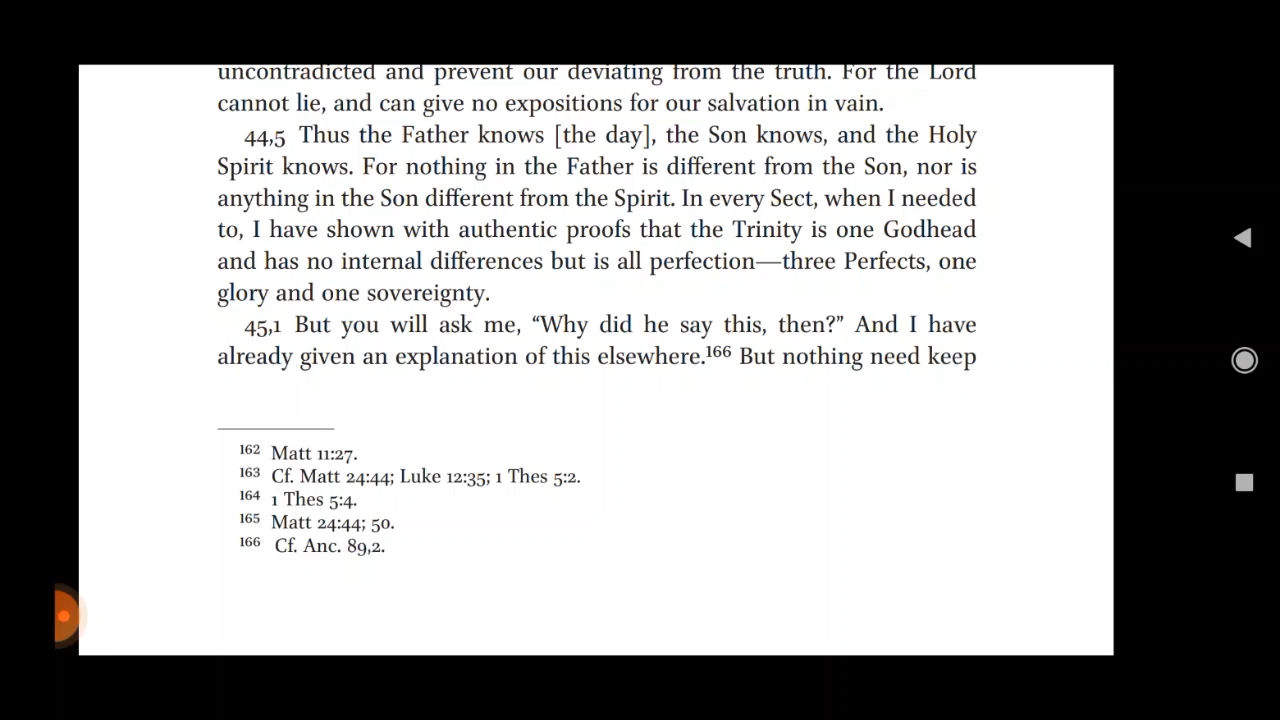 uncontradicted and prevent our deviating from the truth. For the Lord
cannot lie, and can give no expositions for our salvation in vain.
44,5 Thus the Father knows [the day], the Son knows, and the Holy
Spirit knows. For nothing in the Father is different from the Son, nor is
anything in the Son different from the Spirit. In every Sect, when I needed
to, I have shown with authentic proofs that the Trinity is one Godhead
and has no internal differences but is all perfection—three Perfects, one
glory and one sovereignty.
45,1 But you will ask me, “Why did he say this, then?” And I have
already given an explanation of this elsewhere.166 But nothing need keep
162 Matt 11:27.
163 Cf. Matt 24:44; Luke 12:35; 1 Thes 5:2.
164 1 Thes 5:4.
165 Matt 24:44; 50.
166 Cf. Anc. 89,2.